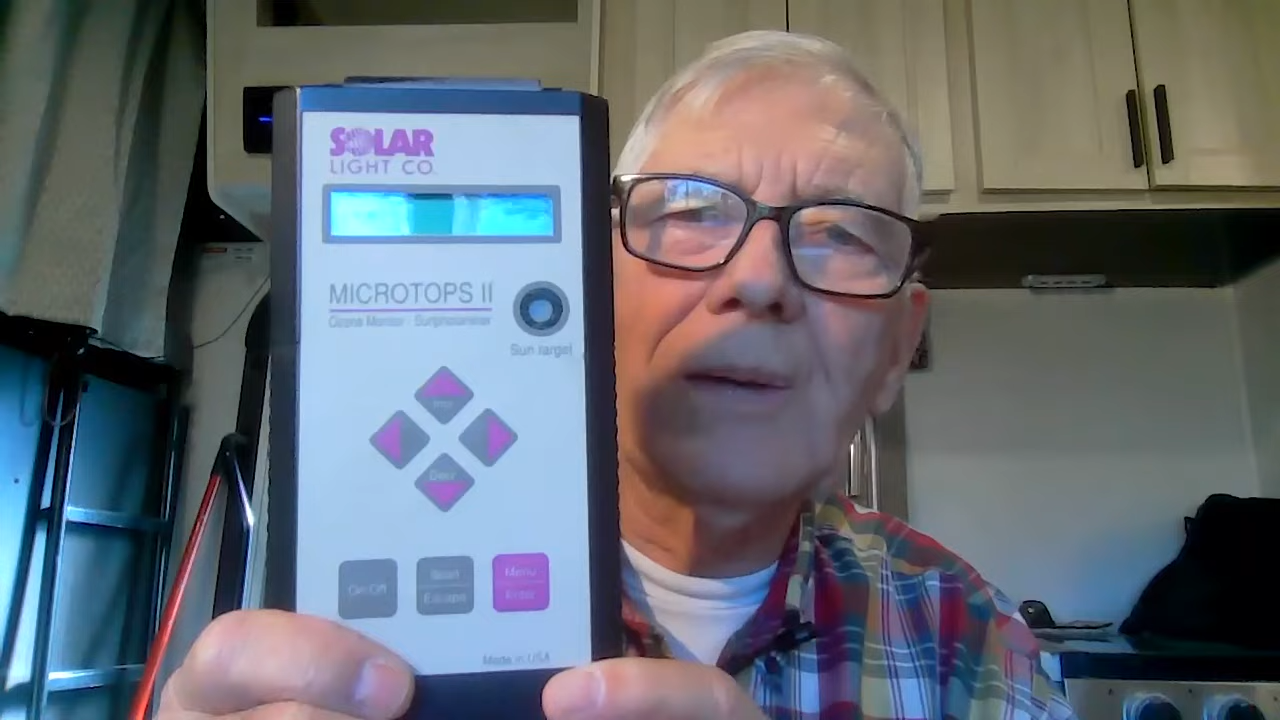 SOLAR
LIGHT CO.
MICROTOPS II
Ozone Monitor - Sunphotometer
Sun target
On/Off
Start
Escape
Menu
Enter
Made in USA